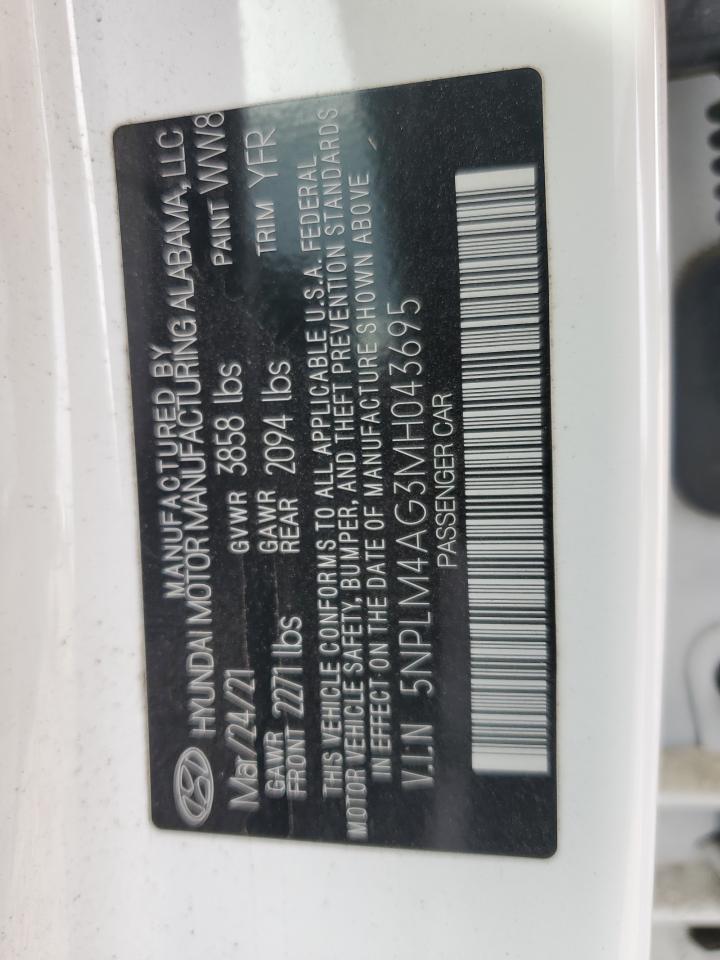 MANUFACTURED BY
HYUNDAI MOTOR MANUFACTURING ALABAMA, LLC
Mar/24/21 GVWR 3858 lbs PAINT WW8
GAWR FRONT 2271 lbs GAWR REAR 2094 lbs TRIM YFR
THIS VEHICLE CONFORMS TO ALL APPLICABLE U.S.A. FEDERAL
MOTOR VEHICLE SAFETY, BUMPER, AND THEFT PREVENTION STANDARDS
IN EFFECT ON THE DATE OF MANUFACTURE SHOWN ABOVE
V.I.N 5NPLM4AG3MH043695
PASSENGER CAR